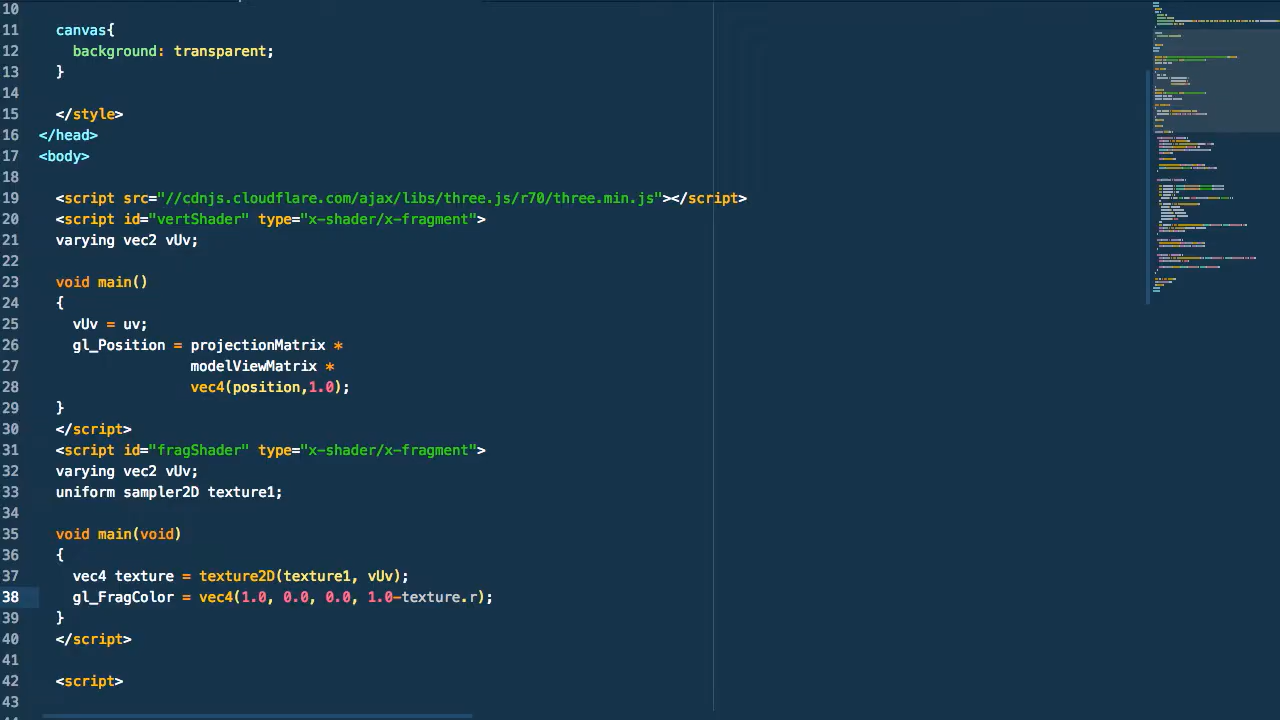 10
11 canvas{
12 background: transparent;
13 }
14
15 </style>
16 </head>
17 <body>
18
19 <script src="//cdnjs.cloudflare.com/ajax/libs/three.js/r70/three.min.js"></script>
20 <script id="vertShader" type="x-shader/x-fragment">
21 varying vec2 vUv;
22
23 void main()
24 {
25 vUv = uv;
26 gl_Position = projectionMatrix *
27 modelViewMatrix *
28 vec4(position,1.0);
29 }
30 </script>
31 <script id="fragShader" type="x-shader/x-fragment">
32 varying vec2 vUv;
33 uniform sampler2D texture1;
34
35 void main(void)
36 {
37 vec4 texture = texture2D(texture1, vUv);
38 gl_FragColor = vec4(1.0, 0.0, 0.0, 1.0-texture.r);
39 }
40 </script>
41
42 <script>
43